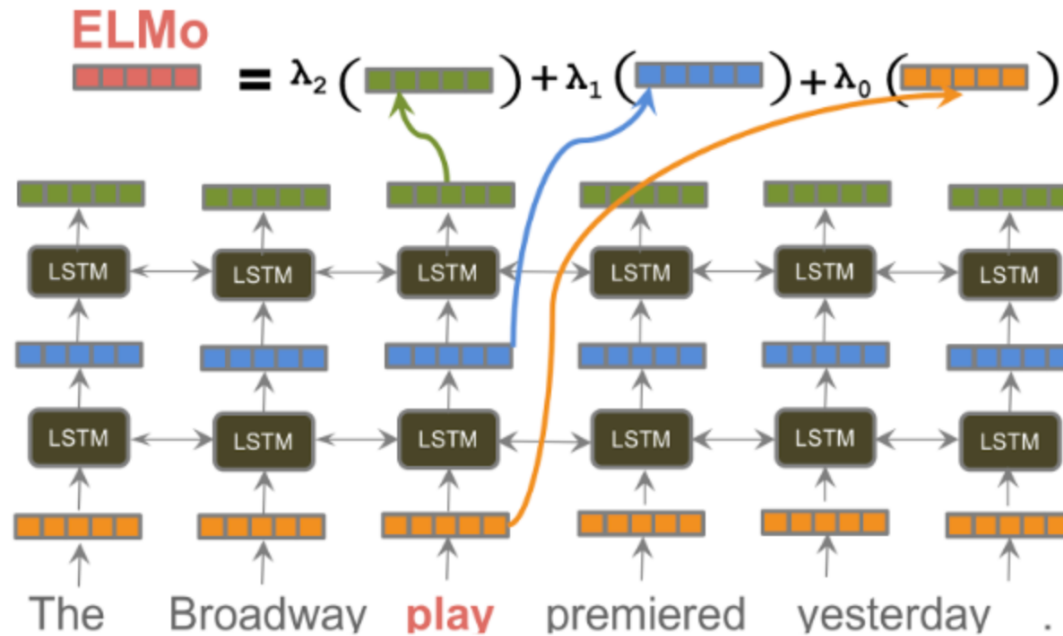 ELMo
= λ2 ( ) + λ1 ( ) + λ0 ( )
LSTM LSTM LSTM LSTM LSTM LSTM
LSTM LSTM LSTM LSTM LSTM LSTM
The Broadway play premiered yesterday .